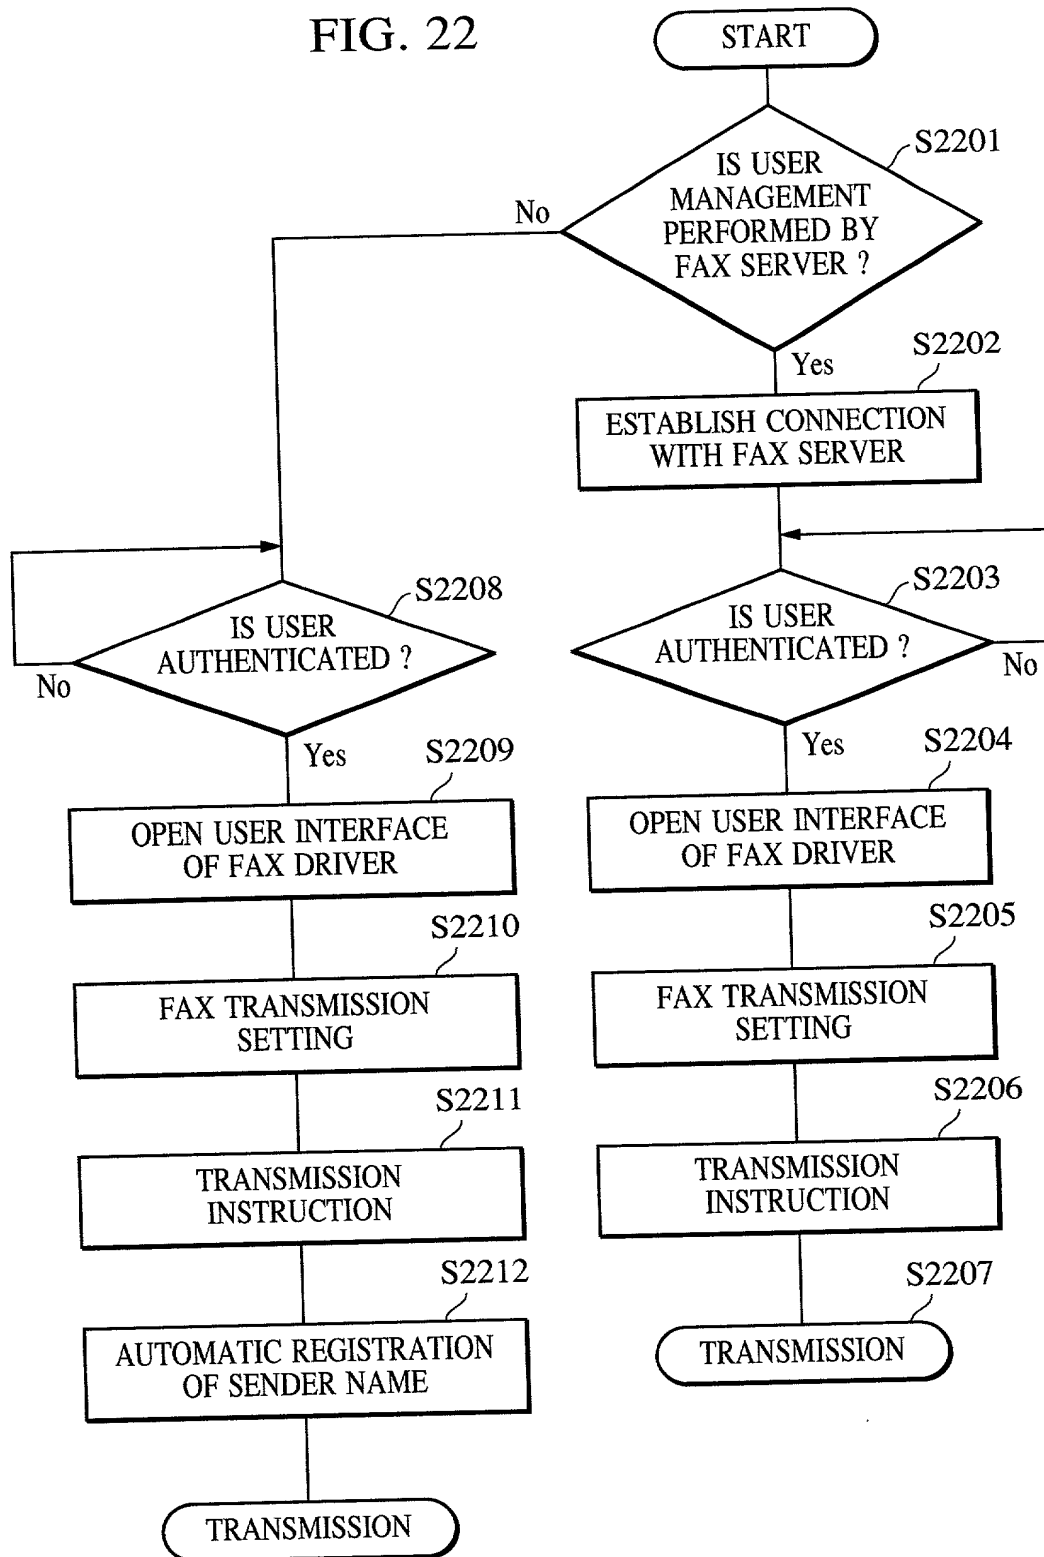 FIG. 22
START
S2201
IS USER
MANAGEMENT
PERFORMED BY
FAX SERVER ?
No
Yes
S2202
ESTABLISH CONNECTION
WITH FAX SERVER
S2208
IS USER
AUTHENTICATED ?
No
Yes
S2203
IS USER
AUTHENTICATED ?
No
Yes
S2209
OPEN USER INTERFACE
OF FAX DRIVER
S2204
OPEN USER INTERFACE
OF FAX DRIVER
S2210
FAX TRANSMISSION
SETTING
S2205
FAX TRANSMISSION
SETTING
S2211
TRANSMISSION
INSTRUCTION
S2206
TRANSMISSION
INSTRUCTION
S2212
AUTOMATIC REGISTRATION
OF SENDER NAME
S2207
TRANSMISSION
TRANSMISSION